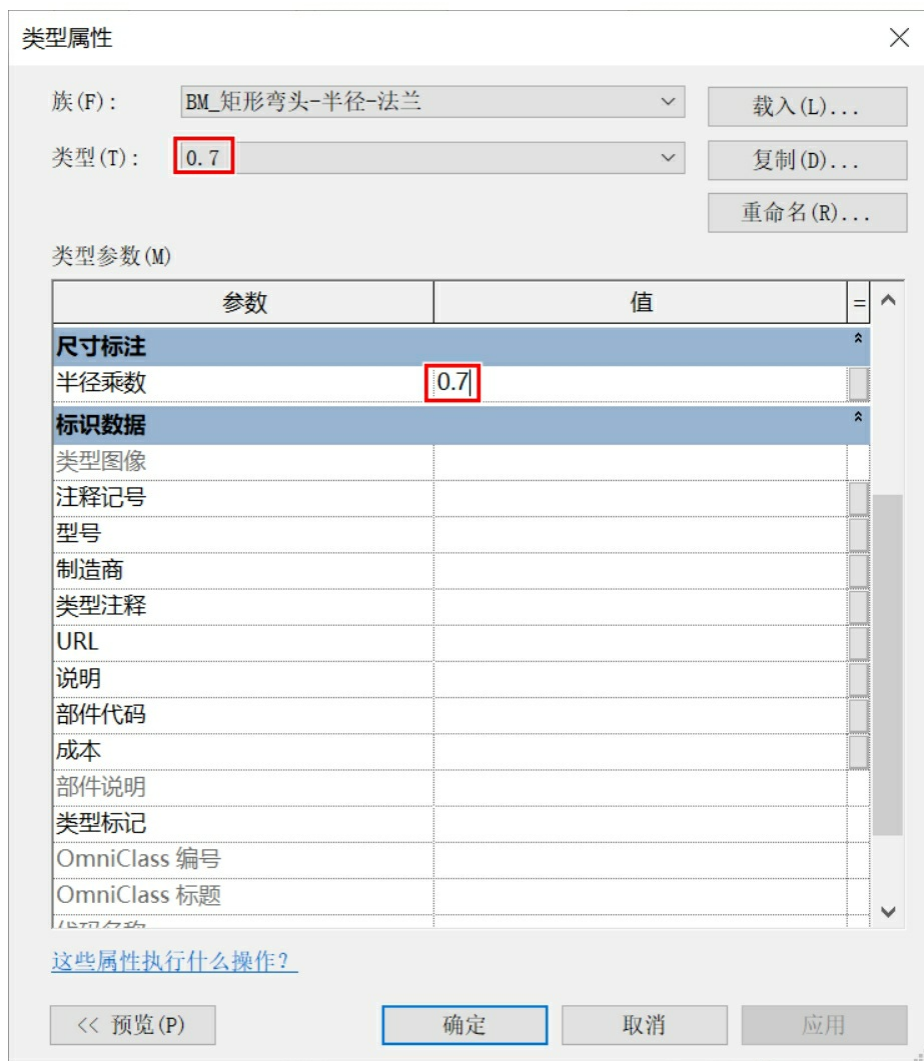 类型属性
族(F): BM_矩形弯头-半径-法兰 载入(L)...
类型(T): 0.7 复制(D)...
重命名(R)...
类型参数(M)
参数 值 =
尺寸标注
半径乘数 0.7
标识数据
类型图像
注释记号
型号
制造商
类型注释
URL
说明
部件代码
成本
部件说明
类型标记
OmniClass 编号
OmniClass 标题
代码名称
这些属性执行什么操作?
<< 预览(P) 确定 取消 应用